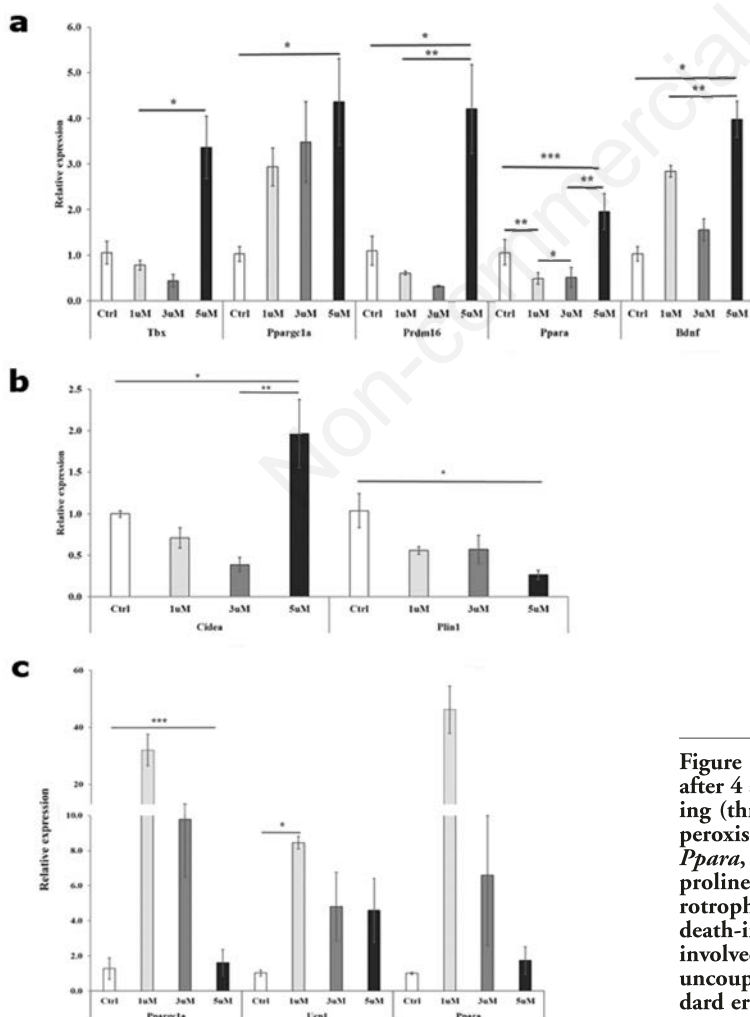 a
6.0
5.0
4.0
3.0
2.0
1.0
0.0
Relative expression
*
*
*
**
***
**
**
*
*
**
Ctrl 1uM 3uM 5uM Ctrl 1uM 3uM 5uM Ctrl 1uM 3uM 5uM Ctrl 1uM 3uM 5uM Ctrl 1uM 3uM 5uM
Tbx Ppargc1a Prdm16 Ppara Bdnf
Non-commercial
b
2.5
2.0
1.5
1.0
0.5
0.0
Relative expression
*
**
*
Ctrl 1uM 3uM 5uM Ctrl 1uM 3uM 5uM
Cidea Plin1
c
60
40
20
10.0
8.0
6.0
4.0
2.0
0.0
Relative expression
***
*
Ctrl 1uM 3uM 5uM Ctrl 1uM 3uM 5uM Ctrl 1uM 3uM 5uM
Ppargc1a Ucp1 Ppara
Figure
after 4
ing (thr
peroxis
Ppara,
proline
rotroph
death-i
involve
uncoup
dard er